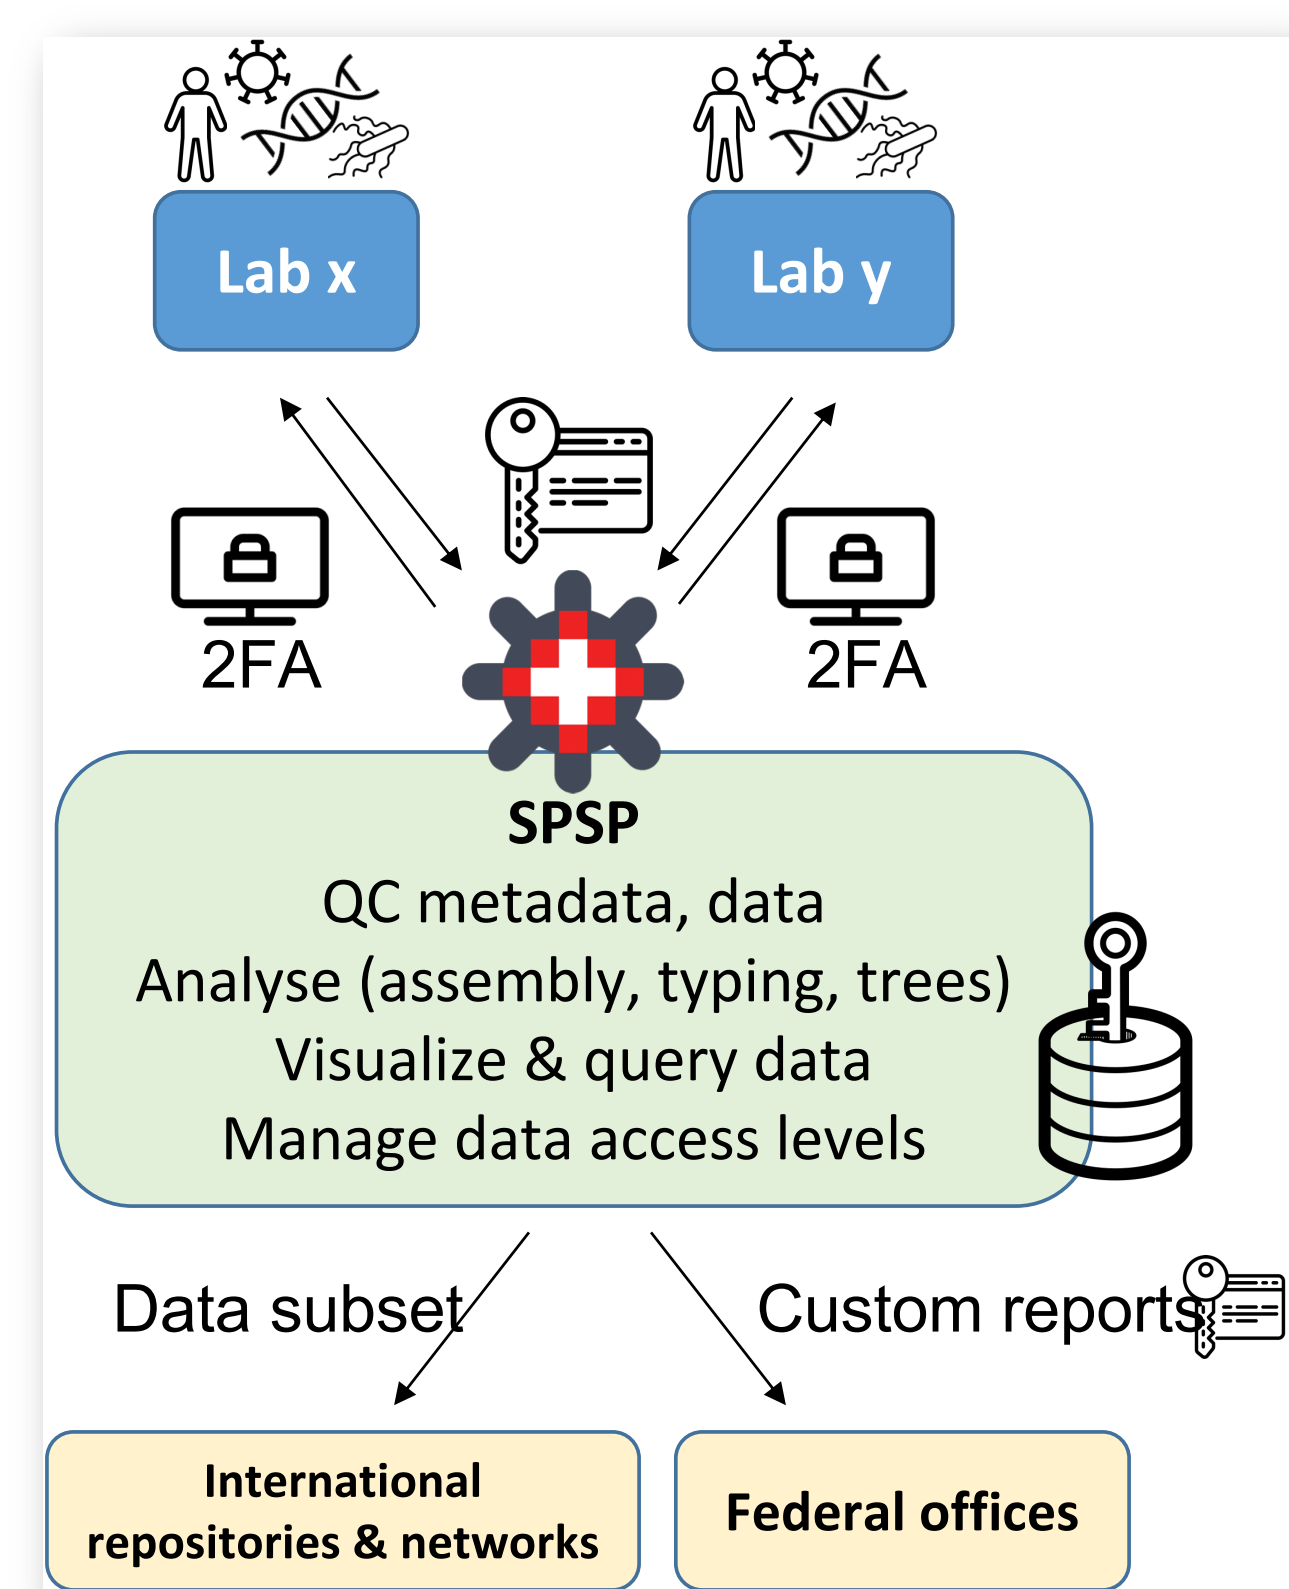 Lab x
Lab y
2FA
2FA
SPSP
QC metadata, data
Analyse (assembly, typing, trees)
Visualize & query data
Manage data access levels
Data subset
Custom reports
International
repositories & networks
Federal offices